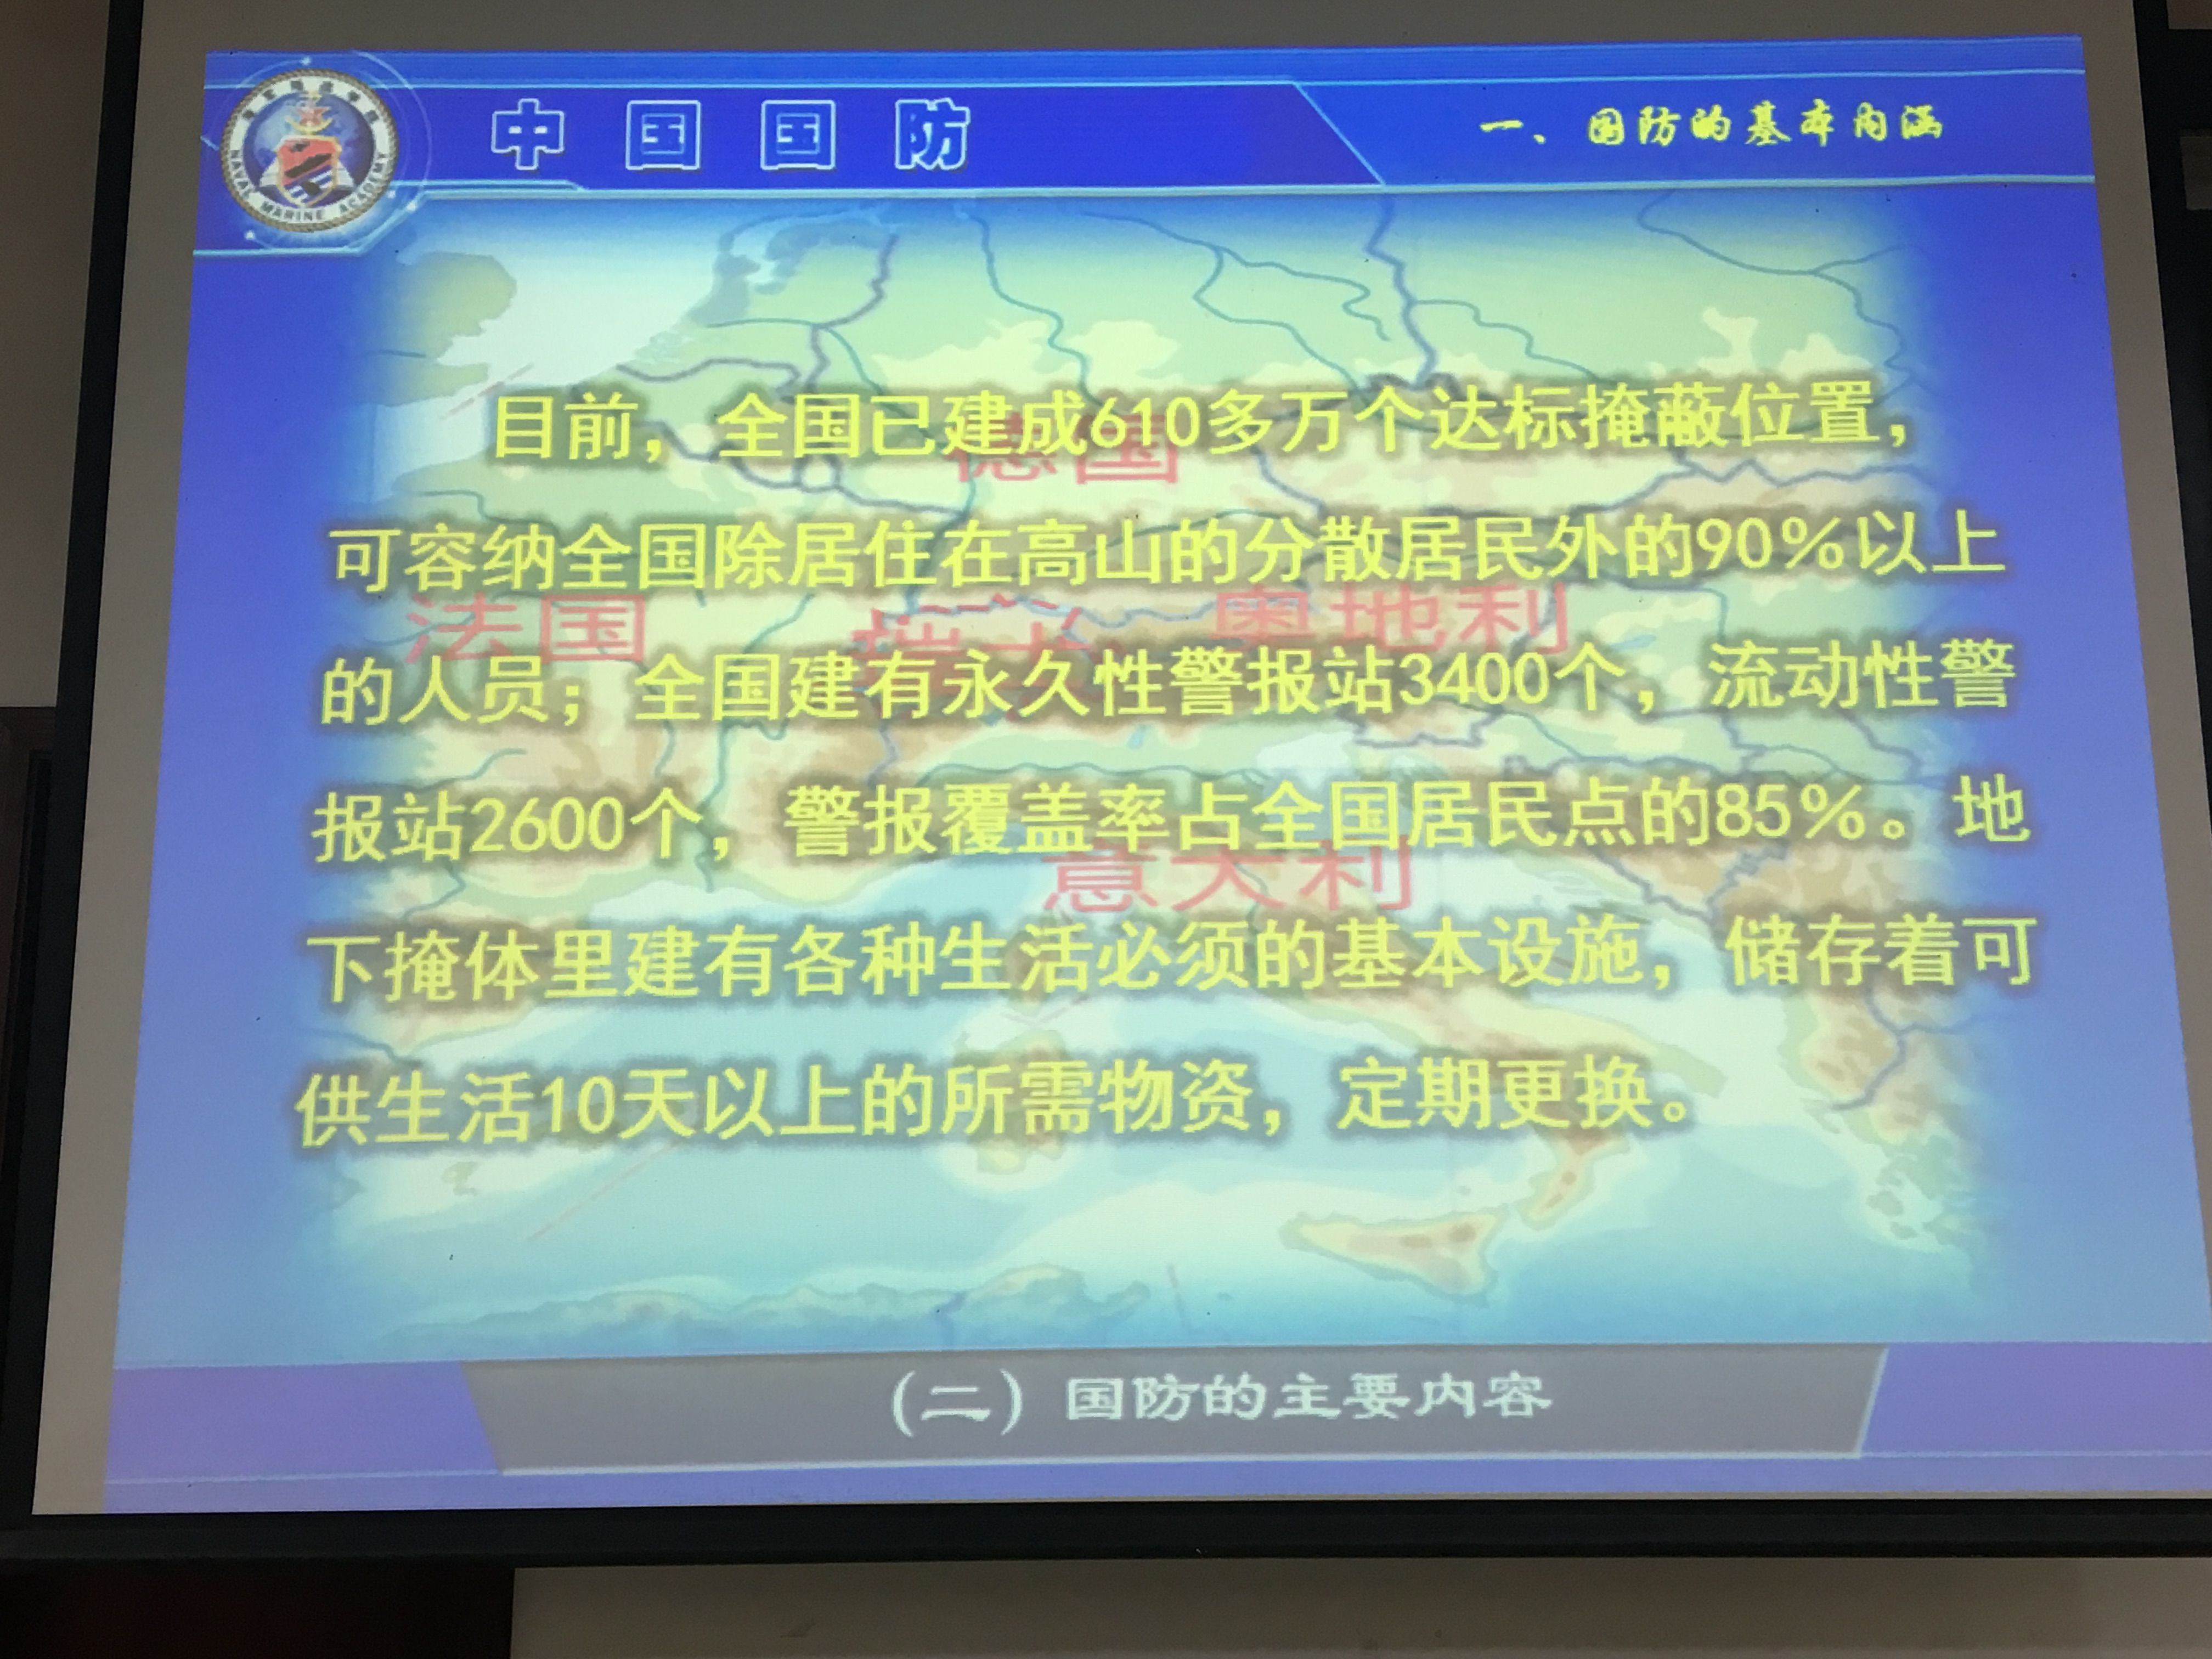 中国国防
一、国防的基本内涵
NAVAL MARINE ACADEMY
目前，全国已建成610多万个达标掩蔽位置，
德国
可容纳全国除居住在高山的分散居民外的90％以上
法国 瑞士 奥地利
的人员；全国建有永久性警报站3400个，流动性警
报站2600个，警报覆盖率占全国居民点的85％。地
意大利
下掩体里建有各种生活必须的基本设施，储存着可
供生活10天以上的所需物资，定期更换。
（二）国防的主要内容